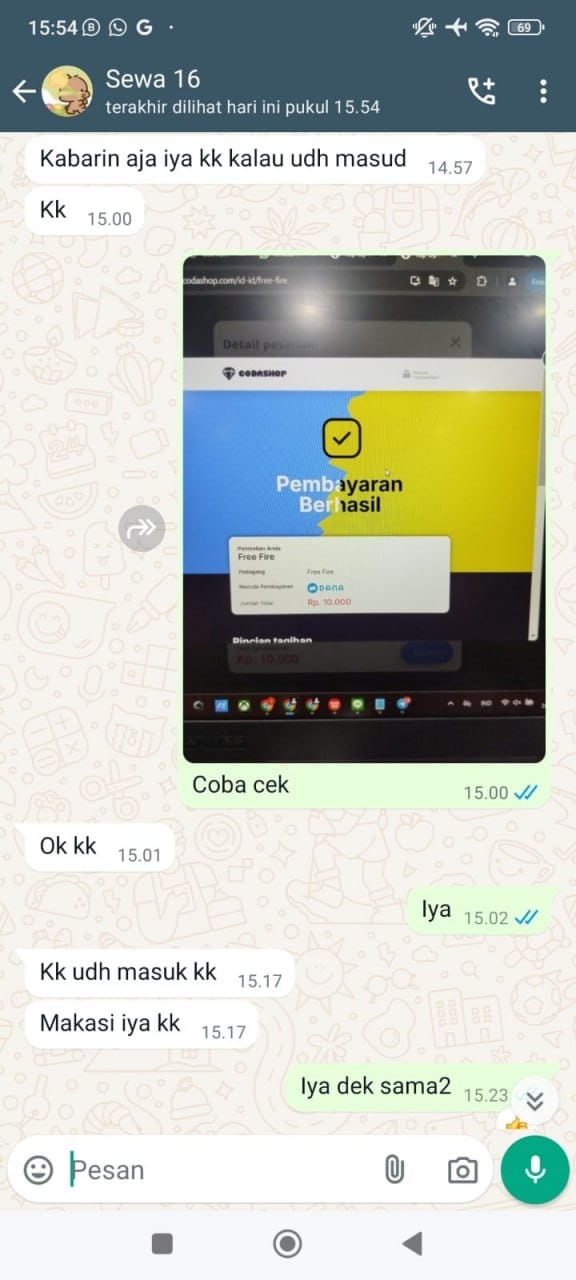 15:54
69
Sewa 16
terakhir dilihat hari ini pukul 15.54
Kabarin aja iya kk kalau udh masud 14.57
Kk 15.00
codashop.com/id-id/free-fire
Detail pesanan
CODASHOP
Pembayaran
Berhasil
Pembelian Anda
Free Fire
Pedagang Free Fire
Metode Pembayaran DANA
Jumlah Total Rp. 10.000
Rincian tagihan
Rp. 10.000
Coba cek 15.00
Ok kk 15.01
Iya 15.02
Kk udh masuk kk 15.17
Makasi iya kk 15.17
Iya dek sama2 15.23
Pesan